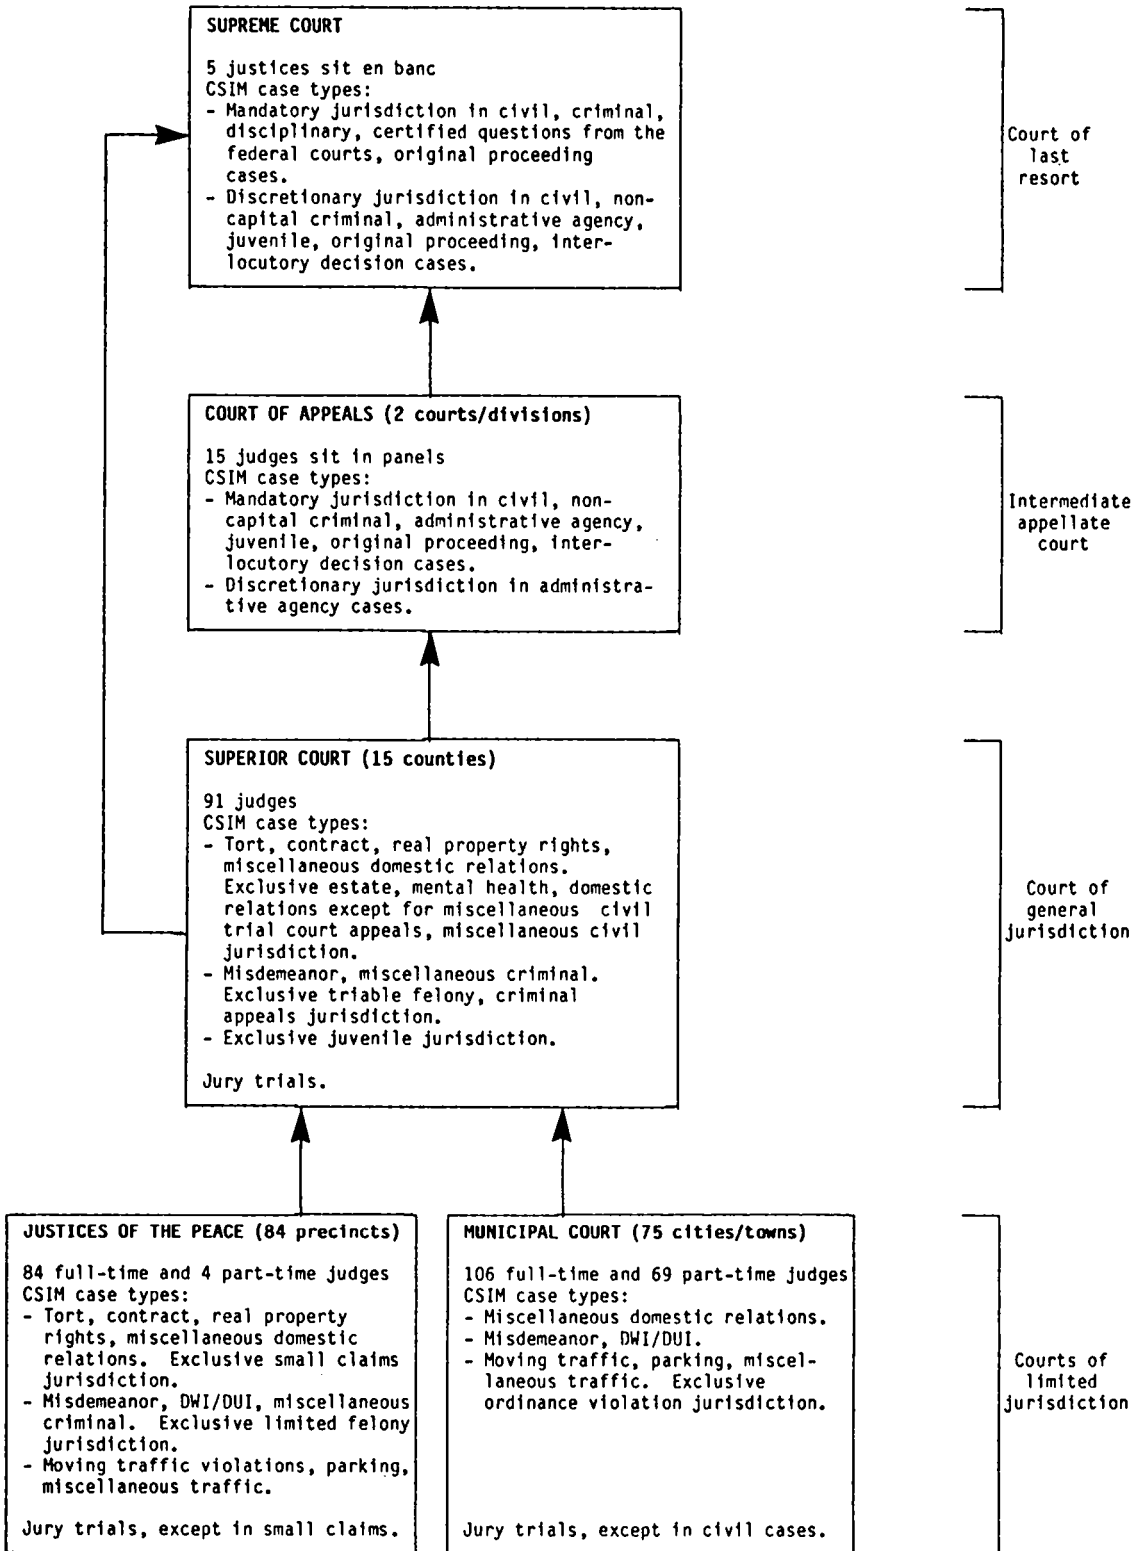 SUPREME COURT
5 justices sit en banc
CSIM case types:
- Mandatory jurisdiction in civil, criminal,
disciplinary, certified questions from the
federal courts, original proceeding
cases.
- Discretionary jurisdiction in civil, non-
capital criminal, administrative agency,
juvenile, original proceeding, inter-
locutory decision cases.
Court of
last
resort
COURT OF APPEALS (2 courts/divisions)
15 judges sit in panels
CSIM case types:
- Mandatory jurisdiction in civil, non-
capital criminal, administrative agency,
juvenile, original proceeding, inter-
locutory decision cases.
- Discretionary jurisdiction in administra-
tive agency cases.
Intermediate
appellate
court
SUPERIOR COURT (15 counties)
91 judges
CSIM case types:
- Tort, contract, real property rights,
miscellaneous domestic relations.
Exclusive estate, mental health, domestic
relations except for miscellaneous civil
trial court appeals, miscellaneous civil
jurisdiction.
- Misdemeanor, miscellaneous criminal.
Exclusive triable felony, criminal
appeals jurisdiction.
- Exclusive juvenile jurisdiction.
Jury trials.
Court of
general
jurisdiction
JUSTICES OF THE PEACE (84 precincts)
84 full-time and 4 part-time judges
CSIM case types:
- Tort, contract, real property
rights, miscellaneous domestic
relations. Exclusive small claims
jurisdiction.
- Misdemeanor, DWI/DUI, miscellaneous
criminal. Exclusive limited felony
jurisdiction.
- Moving traffic violations, parking,
miscellaneous traffic.
Jury trials, except in small claims.
MUNICIPAL COURT (75 cities/towns)
106 full-time and 69 part-time judges
CSIM case types:
- Miscellaneous domestic relations.
- Misdemeanor, DWI/DUI.
- Moving traffic, parking, miscel-
laneous traffic. Exclusive
ordinance violation jurisdiction.
Jury trials, except in civil cases.
Courts of
limited
jurisdiction